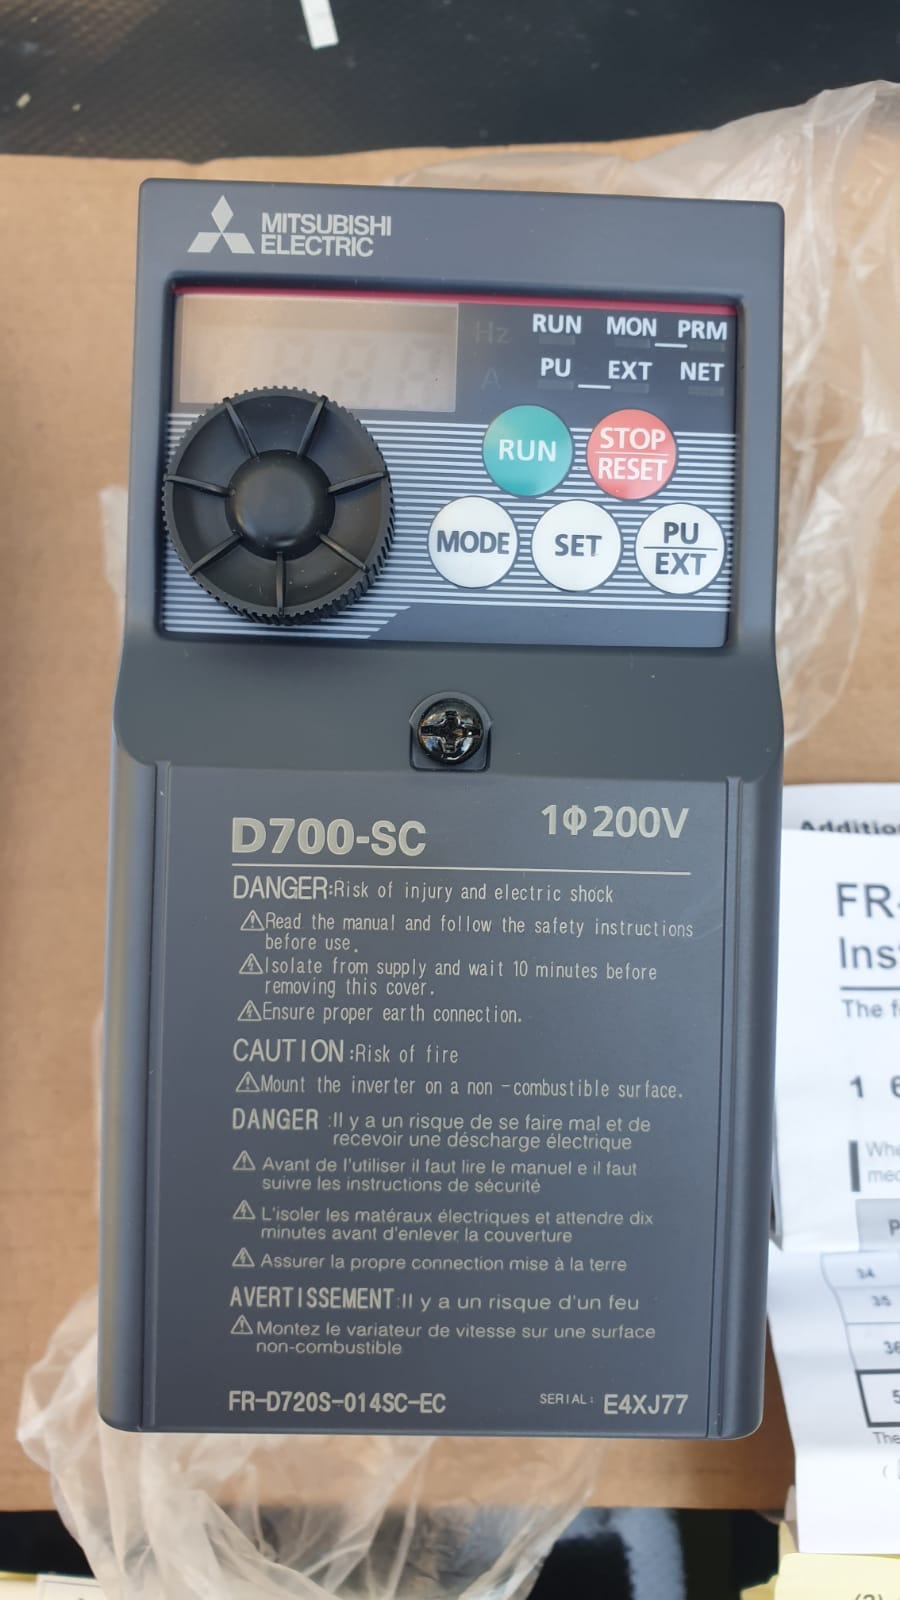 MITSUBISHI
ELECTRIC
Hz
A
RUN MON PRM
PU EXT NET
RUN
STOP
RESET
MODE
SET
PU
EXT
D700-SC
1Φ200V
DANGER:Risk of injury and electric shock
Read the manual and follow the safety instructions
before use.
Isolate from supply and wait 10 minutes before
removing this cover.
Ensure proper earth connection.
CAUTION:Risk of fire
Mount the inverter on a non-combustible surface.
DANGER :Il y a un risque de se faire mal et de
recevoir une déscharge électrique
Avant de l'utiliser il faut lire le manuel e il faut
suivre les instructions de sécurité
L'isoler les matéraux électriques et attendre dix
minutes avant d'enlever la couverture
Assurer la propre connection mise à la terre
AVERTISSEMENT:Il y a un risque d'un feu
Montez le variateur de vitesse sur une surface
non-combustible
FR-D720S-014SC-EC
SERIAL: E4XJ77
FR-
The
1
34
35
The